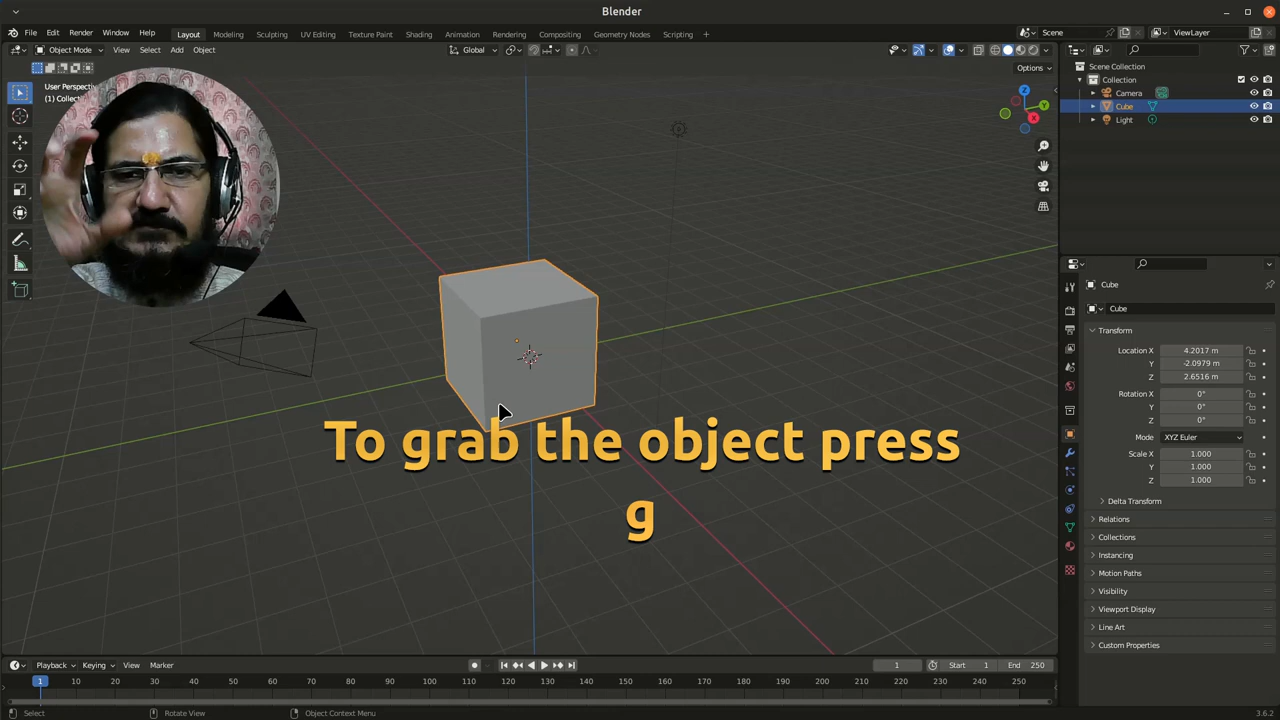 Blender
File Edit Render Window Help Layout Modeling Sculpting UV Editing Texture Paint Shading Animation Rendering Compositing Geometry Nodes Scripting + Scene ViewLayer
Object Mode View Select Add Object Global
Options
User Perspective
(1) Collec
Z
Y
X
Scene Collection
Collection
Camera
Cube
Light
To grab the object press
g
Cube
Cube
Transform
Location X 4.2017 m
Y -2.0979 m
Z 2.6516 m
Rotation X 0°
Y 0°
Z 0°
Mode XYZ Euler
Scale X 1.000
Y 1.000
Z 1.000
Delta Transform
Relations
Collections
Instancing
Motion Paths
Visibility
Viewport Display
Line Art
Custom Properties
Playback Keying View Marker 1 Start 1 End 250
1 10 20 30 40 50 60 70 80 90 100 110 120 130 140 150 160 170 180 190 200 210 220 230 240 250
Select Rotate View Object Context Menu 3.6.2